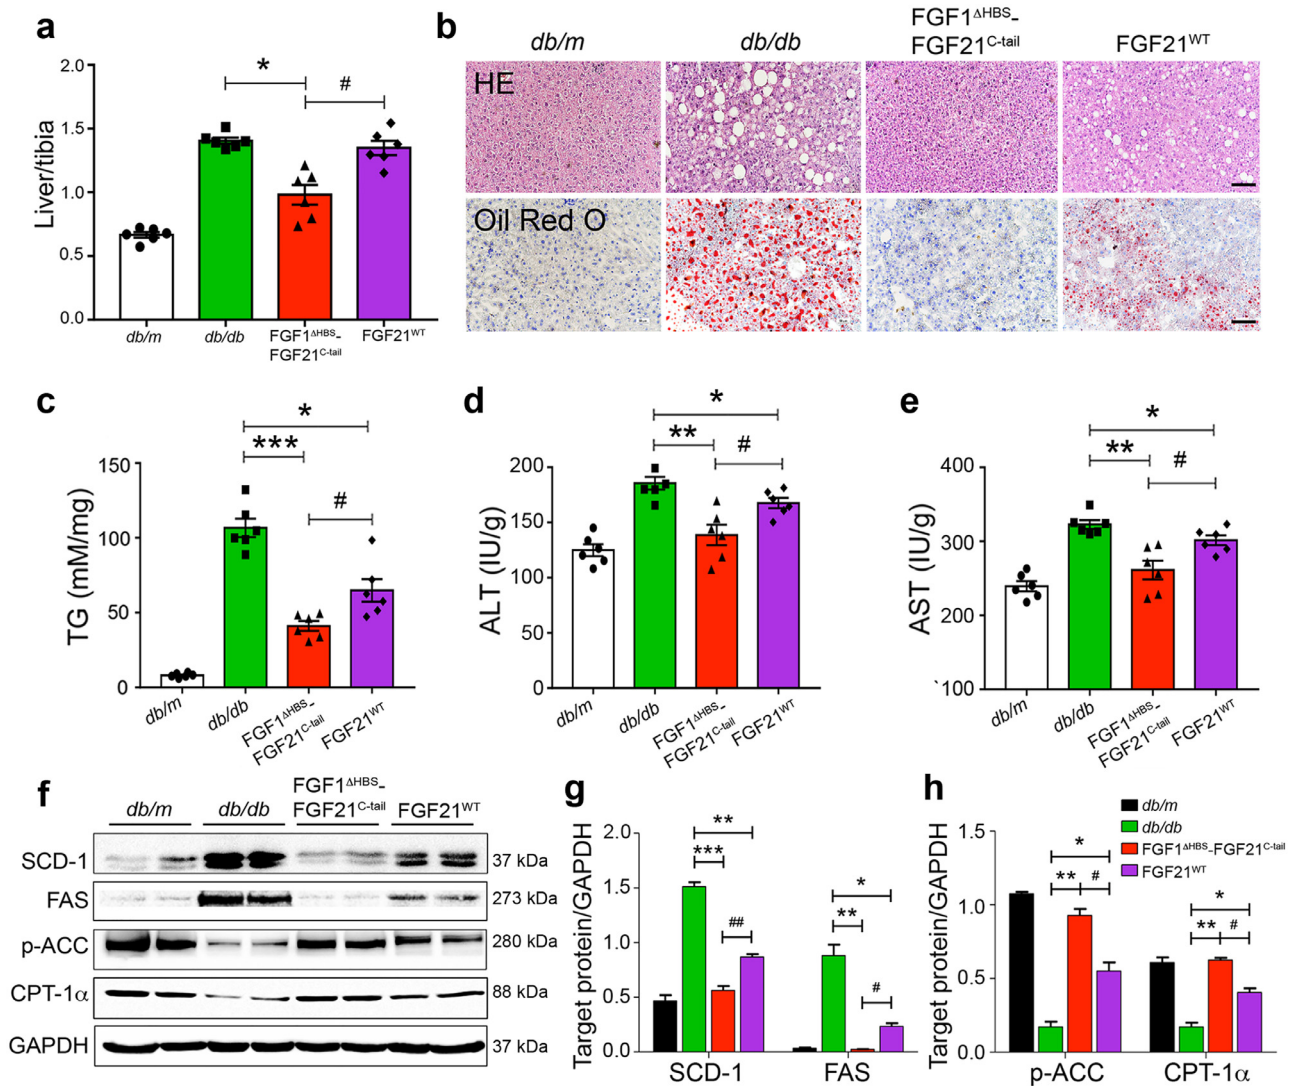 a
Liver/tibia
2.0
1.5
1.0
0.5
0.0
*
#
db/m
db/db
FGF1ΔHBS-
FGF21C-tail
FGF21WT
b
db/m
db/db
FGF1ΔHBS-
FGF21C-tail
FGF21WT
HE
Oil Red O
c
TG (mM/mg)
150
100
50
0
*
***
#
db/m
db/db
FGF1ΔHBS-
FGF21C-tail
FGF21WT
d
ALT (IU/g)
200
150
100
50
0
*
**
#
db/m
db/db
FGF1ΔHBS-
FGF21C-tail
FGF21WT
e
AST (IU/g)
400
300
200
`100
*
**
#
db/m
db/db
FGF1ΔHBS-
FGF21C-tail
FGF21WT
f
db/m
db/db
FGF1ΔHBS-
FGF21C-tail
FGF21WT
SCD-1 37 kDa
FAS 273 kDa
p-ACC 280 kDa
CPT-1α 88 kDa
GAPDH 37 kDa
g
Target protein/GAPDH
2.0
1.5
1.0
0.5
0.0
**
***
##
*
**
#
SCD-1 FAS
h
Target protein/GAPDH
1.5
1.0
0.5
0.0
db/m
db/db
FGF1ΔHBS-FGF21C-tail
FGF21WT
*
** #
*
** #
p-ACC CPT-1α